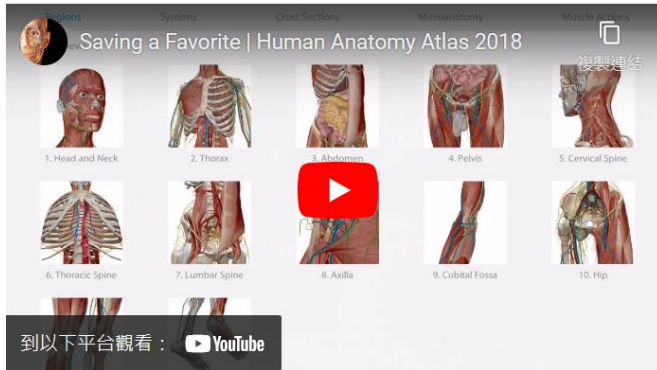 Regions Systems Cross Sections Microanatomy Muscle Actions
Saving a Favorite | Human Anatomy Atlas 2018
複製連結
1. Head and Neck 2. Thorax 3. Abdomen 4. Pelvis 5. Cervical Spine
6. Thoracic Spine 7. Lumbar Spine 8. Axilla 9. Cubital Fossa 10. Hip
到以下平台觀看： YouTube